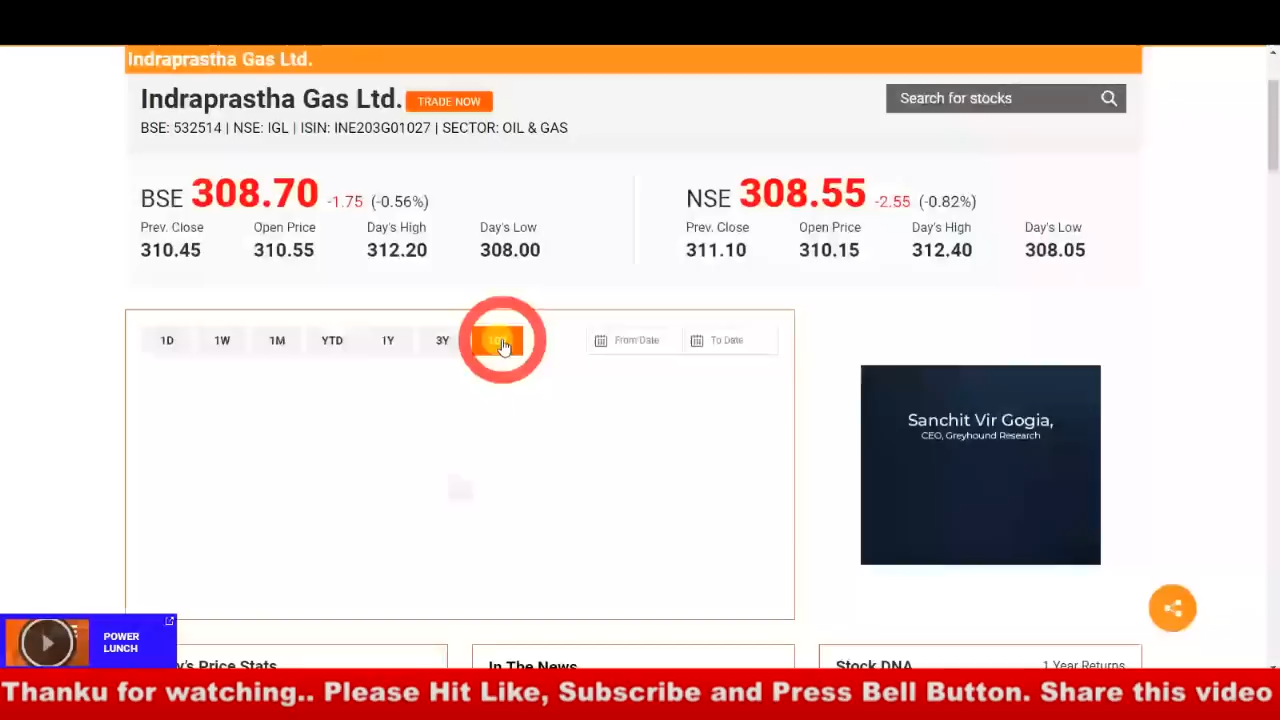 Indraprastha Gas Ltd.
Indraprastha Gas Ltd. TRADE NOW
Search for stocks
BSE: 532514 | NSE: IGL | ISIN: INE203G01027 | SECTOR: OIL & GAS
BSE 308.70 -1.75 (-0.56%)
Prev. Close Open Price Day's High Day's Low
310.45 310.55 312.20 308.00
NSE 308.55 -2.55 (-0.82%)
Prev. Close Open Price Day's High Day's Low
311.10 310.15 312.40 308.05
1D 1W 1M YTD 1Y 3Y
From Date To Date
Sanchit Vir Gogia,
CEO, Greyhound Research
POWER
LUNCH
Price Stats
In The News
Stock DNA 1 Year Returns
Thanku for watching.. Please Hit Like, Subscribe and Press Bell Button. Share this video